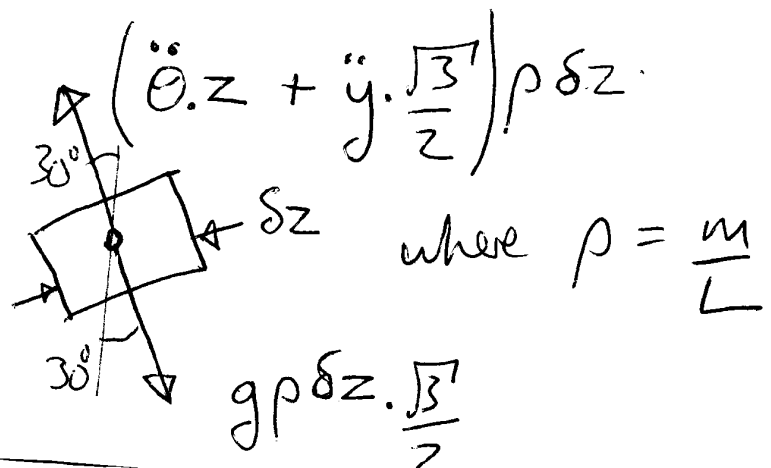 (θ̈.z + ÿ.√3/2)ρδz
30°
δz
where ρ = m/L
30°
gρδz.√3/2